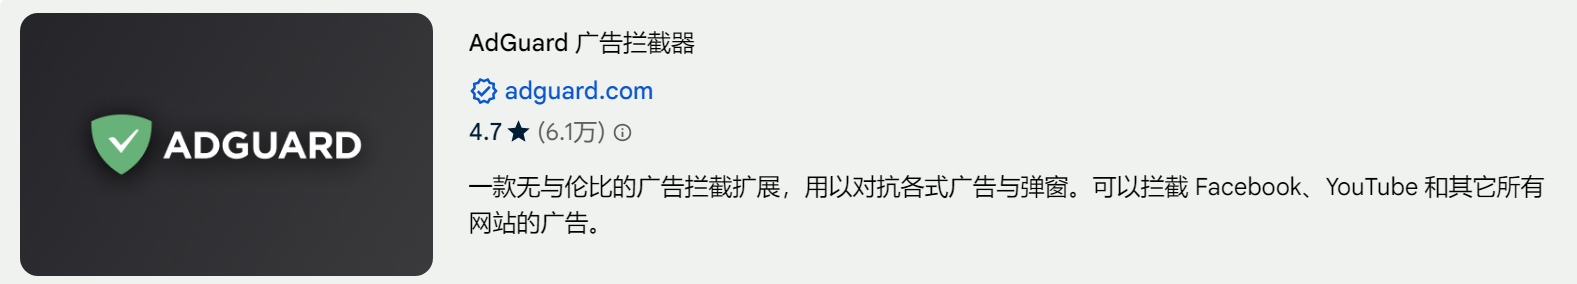 ADGUARD
AdGuard 广告拦截器
adguard.com
4.7 ★ (6.1万)
一款无与伦比的广告拦截扩展，用以对抗各式广告与弹窗。可以拦截 Facebook、YouTube 和其它所有
网站的广告。